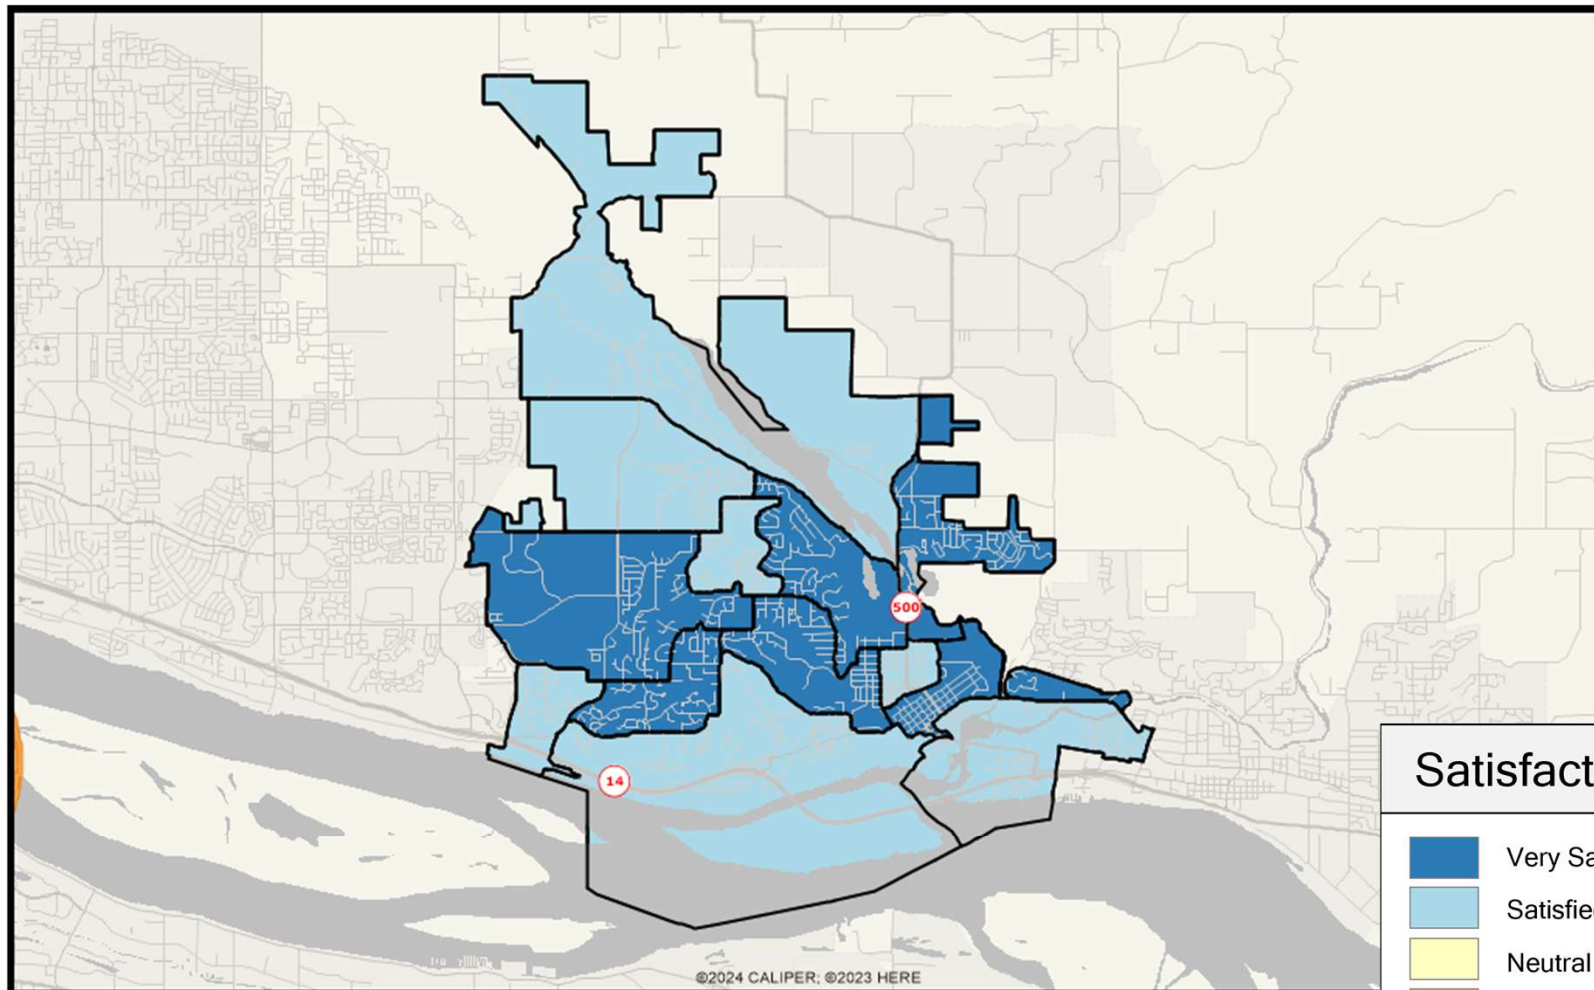 500
14
Satisfact
Very Sa
Satisfie
Neutral
©2024 CALIPER; ©2023 HERE